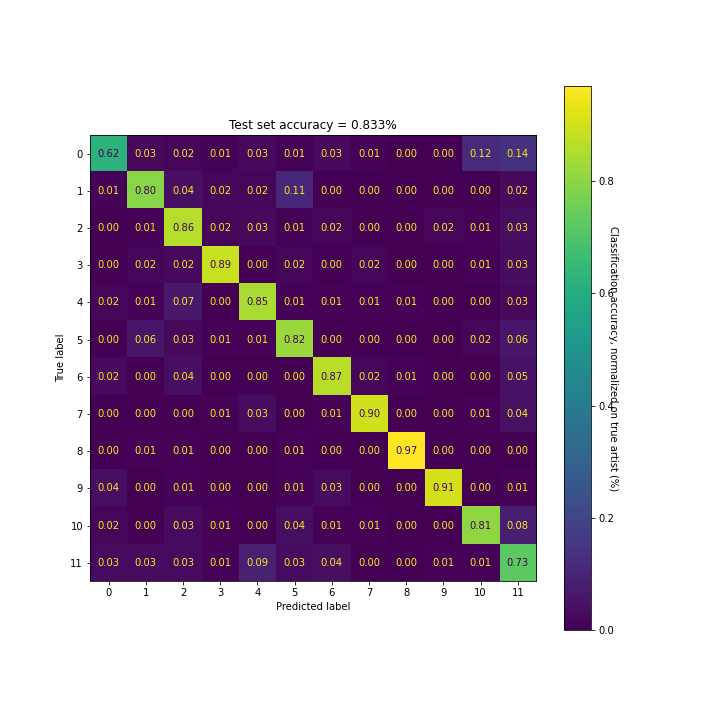 Test set accuracy = 0.833%
0 0.62 0.03 0.02 0.01 0.03 0.01 0.03 0.01 0.00 0.00 0.12 0.14
1 0.01 0.80 0.04 0.02 0.02 0.11 0.00 0.00 0.00 0.00 0.00 0.02
2 0.00 0.01 0.86 0.02 0.03 0.01 0.02 0.00 0.00 0.02 0.01 0.03
3 0.00 0.02 0.02 0.89 0.00 0.02 0.00 0.02 0.00 0.00 0.01 0.03
4 0.02 0.01 0.07 0.00 0.85 0.01 0.01 0.01 0.01 0.00 0.00 0.03
5 0.00 0.06 0.03 0.01 0.01 0.82 0.00 0.00 0.00 0.00 0.02 0.06
6 0.02 0.00 0.04 0.00 0.00 0.00 0.87 0.02 0.01 0.00 0.00 0.05
7 0.00 0.00 0.00 0.01 0.03 0.00 0.01 0.90 0.00 0.00 0.01 0.04
8 0.00 0.01 0.01 0.00 0.00 0.01 0.00 0.00 0.97 0.00 0.00 0.00
9 0.04 0.00 0.01 0.00 0.00 0.01 0.03 0.00 0.00 0.91 0.00 0.01
10 0.02 0.00 0.03 0.01 0.00 0.04 0.01 0.01 0.00 0.00 0.81 0.08
11 0.03 0.03 0.03 0.01 0.09 0.03 0.04 0.00 0.00 0.01 0.01 0.73
0 1 2 3 4 5 6 7 8 9 10 11
Predicted label
True label
0.8
0.6
0.4
0.2
0.0
Classification accuracy, normalized on true artist (%)